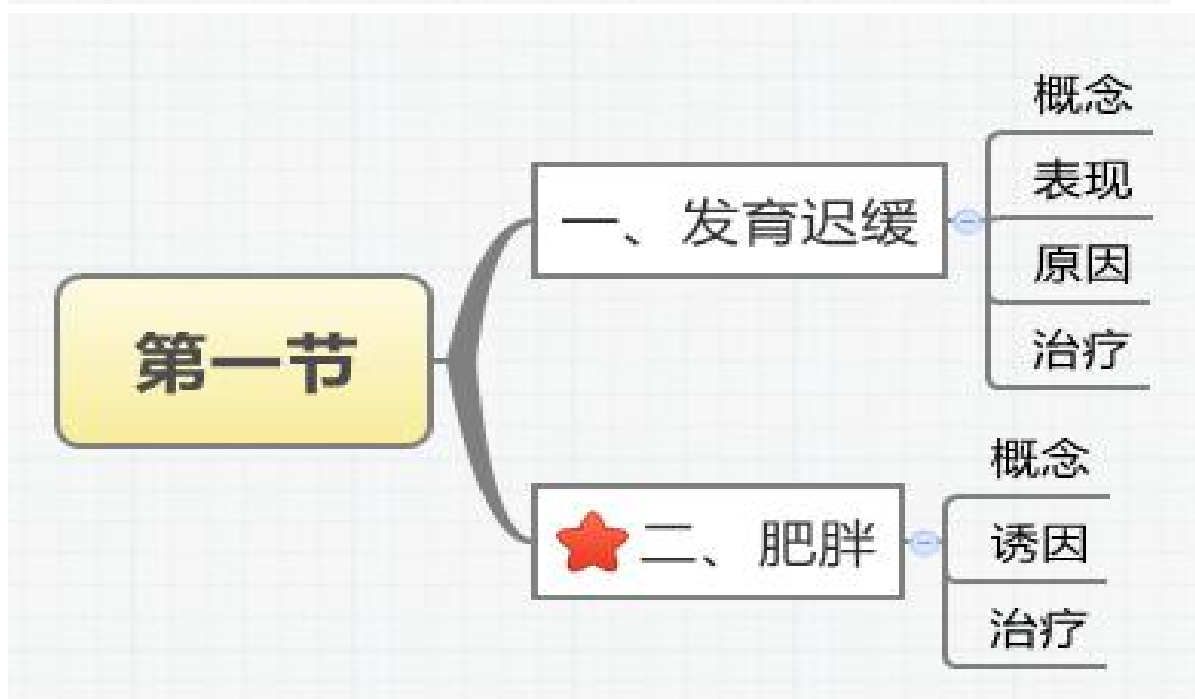 第一节
一、发育迟缓
概念
表现
原因
治疗
二、肥胖
概念
诱因
治疗